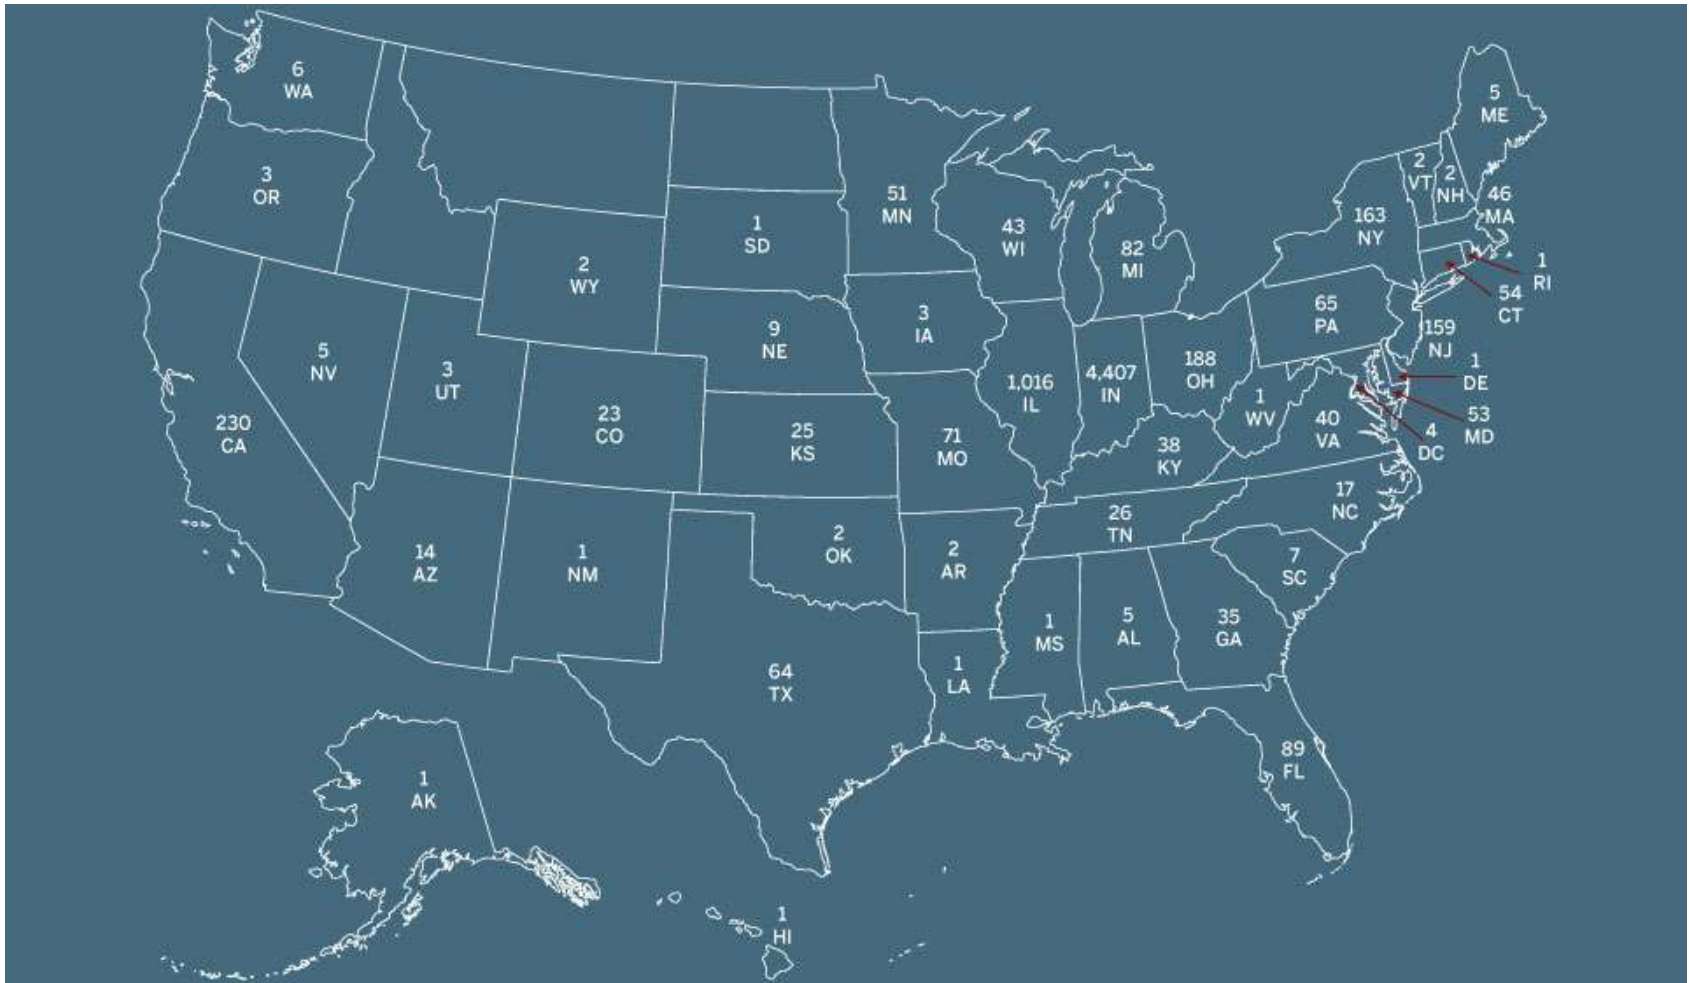 6
WA
3
OR
5
NV
230
CA
3
UT
14
AZ
2
WY
23
CO
1
NM
1
SD
9
NE
25
KS
2
OK
64
TX
51
MN
3
IA
71
MO
2
AR
1
LA
43
WI
1,016
IL
82
MI
4,407
IN
188
OH
38
KY
26
TN
1
MS
5
AL
35
GA
89
FL
7
SC
17
NC
40
VA
1
WV
65
PA
163
NY
2
VT
2
NH
5
ME
46
MA
1
RI
54
CT
159
NJ
1
DE
53
MD
4
DC
1
AK
1
HI